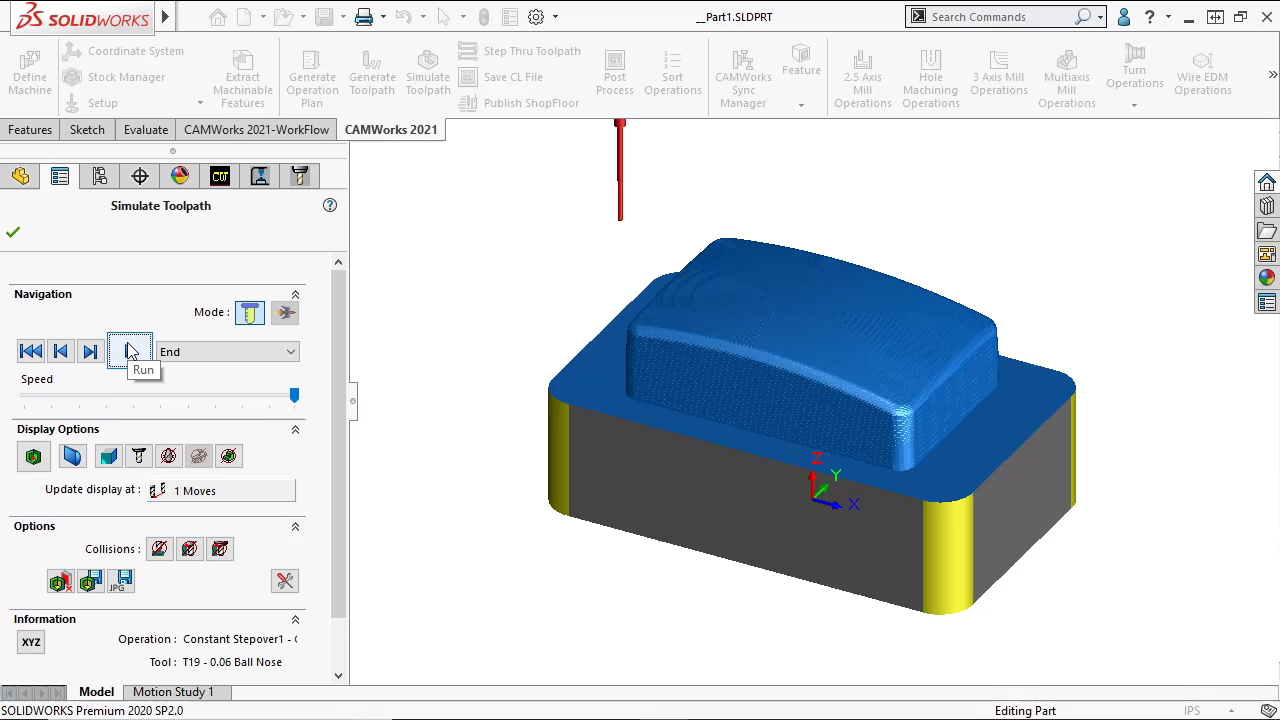 SOLIDWORKS
__Part1.SLDPRT
Search Commands
?
Define Machine
Coordinate System
Stock Manager
Setup
Extract Machinable Features
Generate Operation Plan
Generate Toolpath
Simulate Toolpath
Step Thru Toolpath
Save CL File
Publish ShopFloor
Post Process
Sort Operations
CAMWorks Sync Manager
Feature
2.5 Axis Mill Operations
Hole Machining Operations
3 Axis Mill Operations
Multiaxis Mill Operations
Turn Operations
Wire EDM Operations
Features
Sketch
Evaluate
CAMWorks 2021-WorkFlow
CAMWorks 2021
CW
Simulate Toolpath
?
Navigation
Mode :
End
Run
Speed
Display Options
Update display at :
1 Moves
Options
Collisions :
JPG
Information
XYZ
Operation : Constant Stepover1 -
Tool : T19 - 0.06 Ball Nose
Z
Y
X
Model
Motion Study 1
SOLIDWORKS Premium 2020 SP2.0
Editing Part
IPS